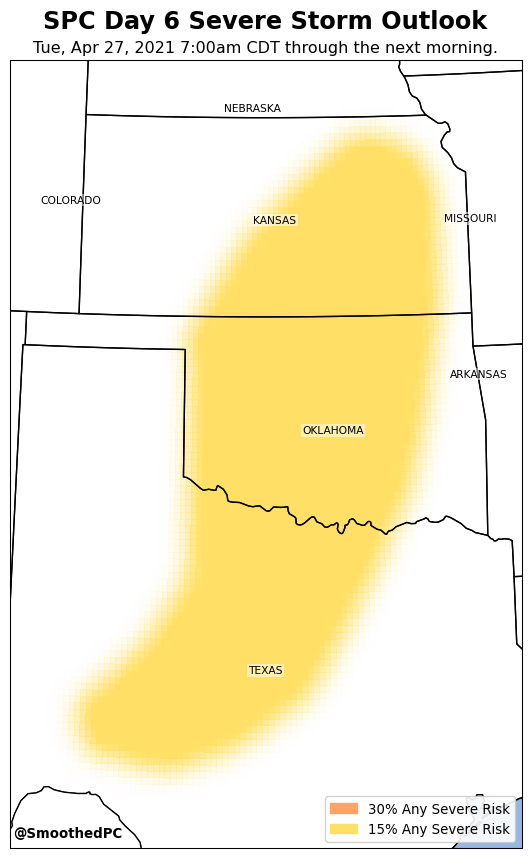 SPC Day 6 Severe Storm Outlook
Tue, Apr 27, 2021 7:00am CDT through the next morning.
NEBRASKA
COLORADO
KANSAS
MISSOURI
ARKANSAS
OKLAHOMA
TEXAS
30% Any Severe Risk
15% Any Severe Risk
@SmoothedPC